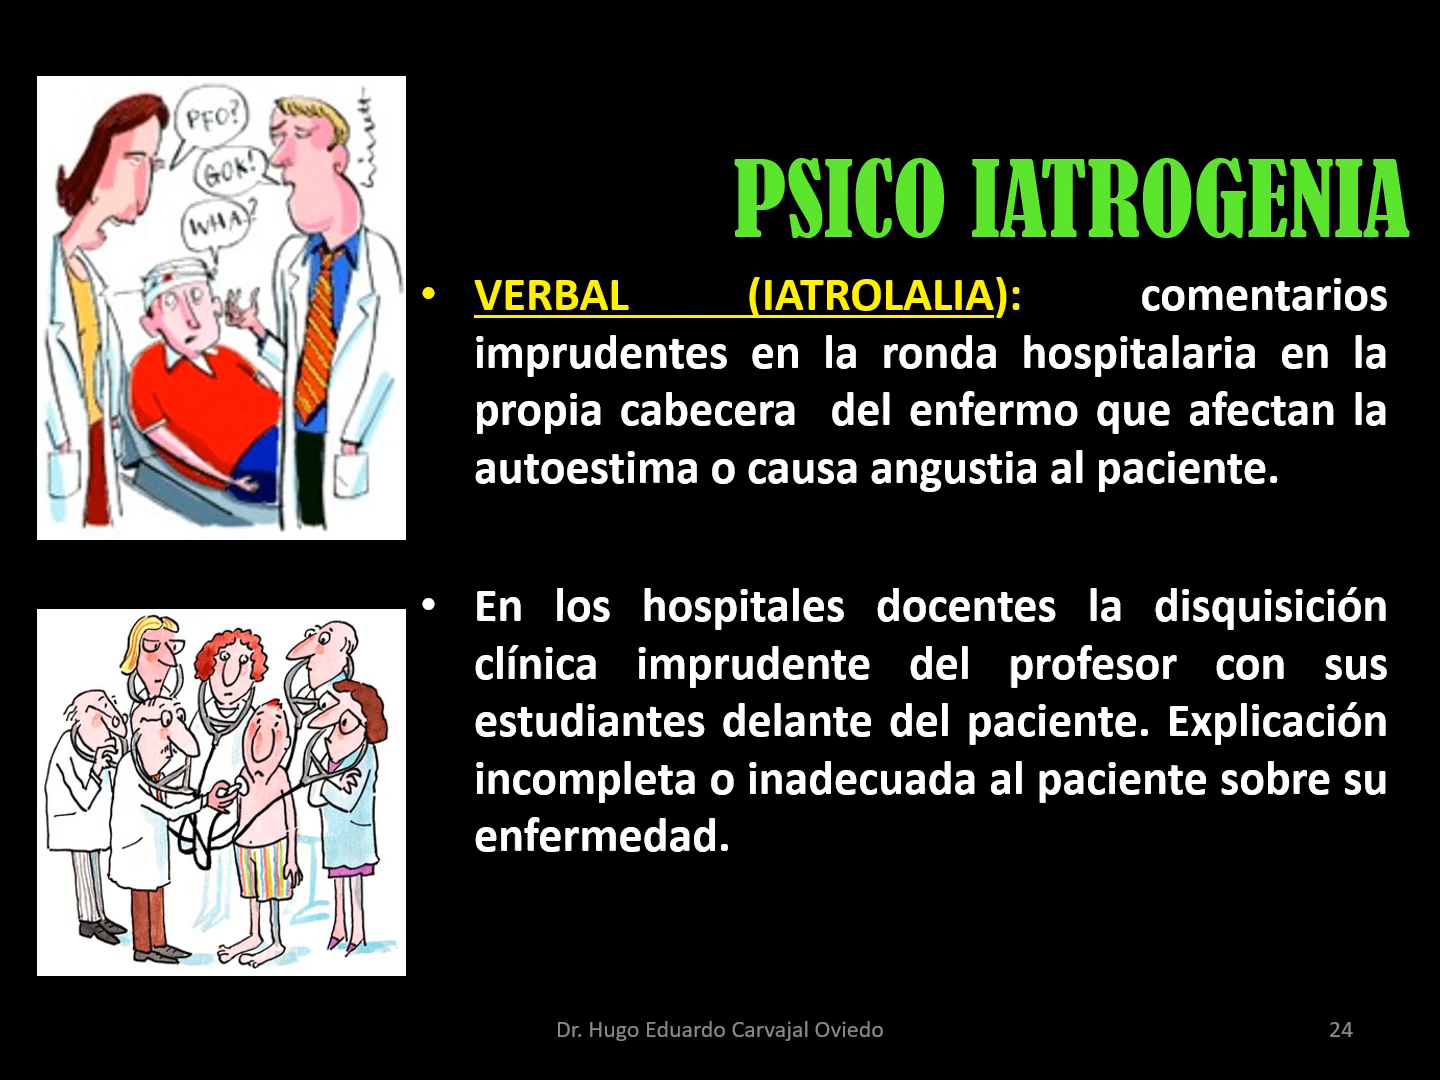 PFO?
GOK!
WHA?
PSICO IATROGENIA
• VERBAL (IATROLALIA): comentarios
imprudentes en la ronda hospitalaria en la
propia cabecera del enfermo que afectan la
autoestima o causa angustia al paciente.
• En los hospitales docentes la disquisición
clínica imprudente del profesor con sus
estudiantes delante del paciente. Explicación
incompleta o inadecuada al paciente sobre su
enfermedad.
Dr. Hugo Eduardo Carvajal Oviedo
24